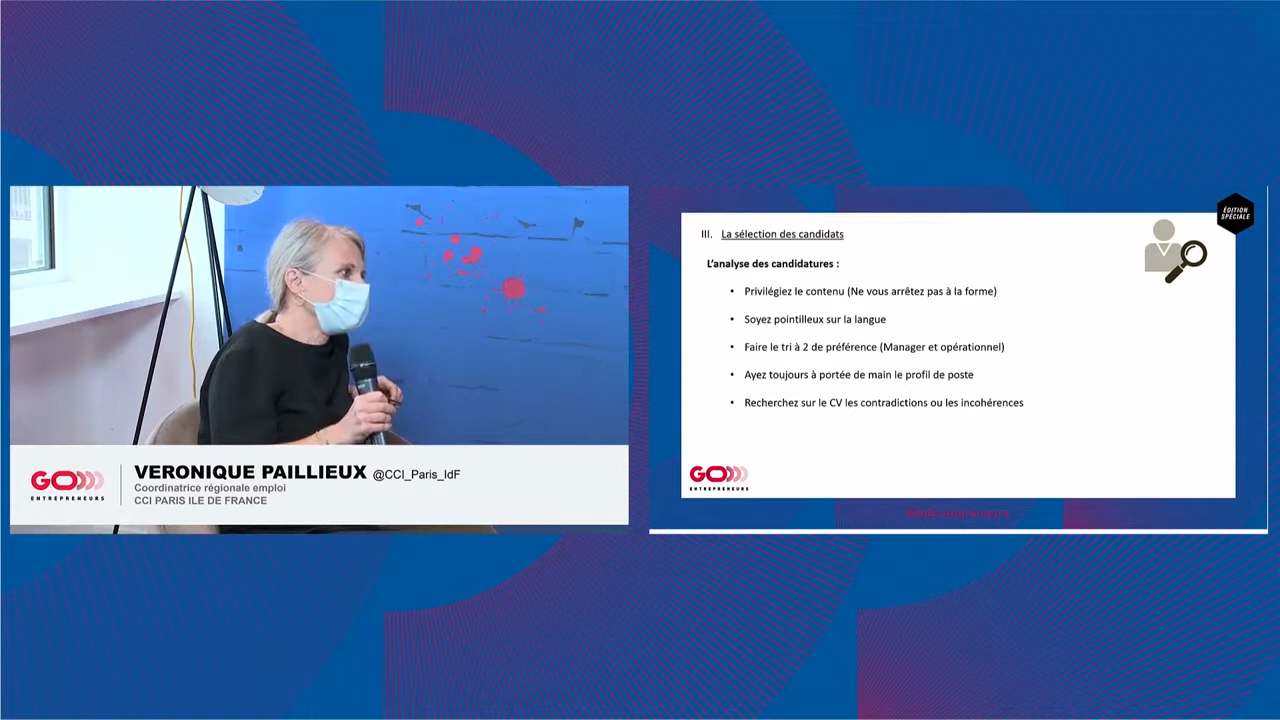 GO
ENTREPRENEURS
VERONIQUE PAILLIEUX @CCI_Paris_IdF
Coordinatrice régionale emploi
CCI PARIS ILE DE FRANCE
ÉDITION
SPÉCIALE
III. La sélection des candidats
L'analyse des candidatures :
• Privilégiez le contenu (Ne vous arrêtez pas à la forme)
• Soyez pointilleux sur la langue
• Faire le tri à 2 de préférence (Manager et opérationnel)
• Ayez toujours à portée de main le profil de poste
• Recherchez sur le CV les contradictions ou les incohérences
GO
ENTREPRENEURS